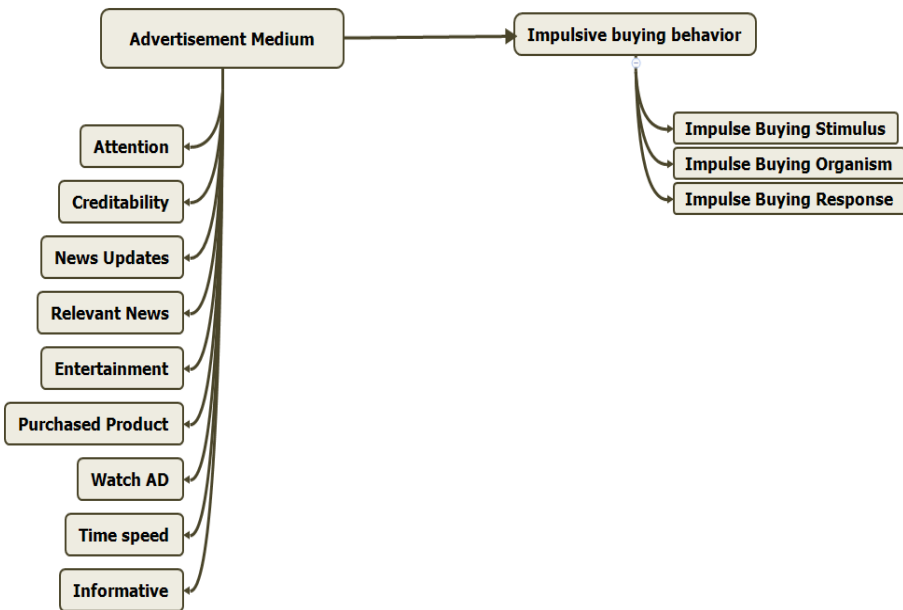 Advertisement Medium
Impulsive buying behavior
Attention
Creditability
News Updates
Relevant News
Entertainment
Purchased Product
Watch AD
Time speed
Informative
Impulse Buying Stimulus
Impulse Buying Organism
Impulse Buying Response